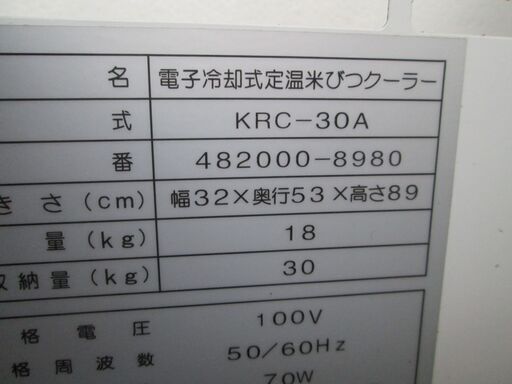 名 電子冷却式定温米びつクーラー
式 KRC-30A
番 482000-8980
きさ(cm) 幅32×奥行53×高さ89
量(kg) 18
収納量(kg) 30
格電圧 100V
格周波数 50/60Hz
70W